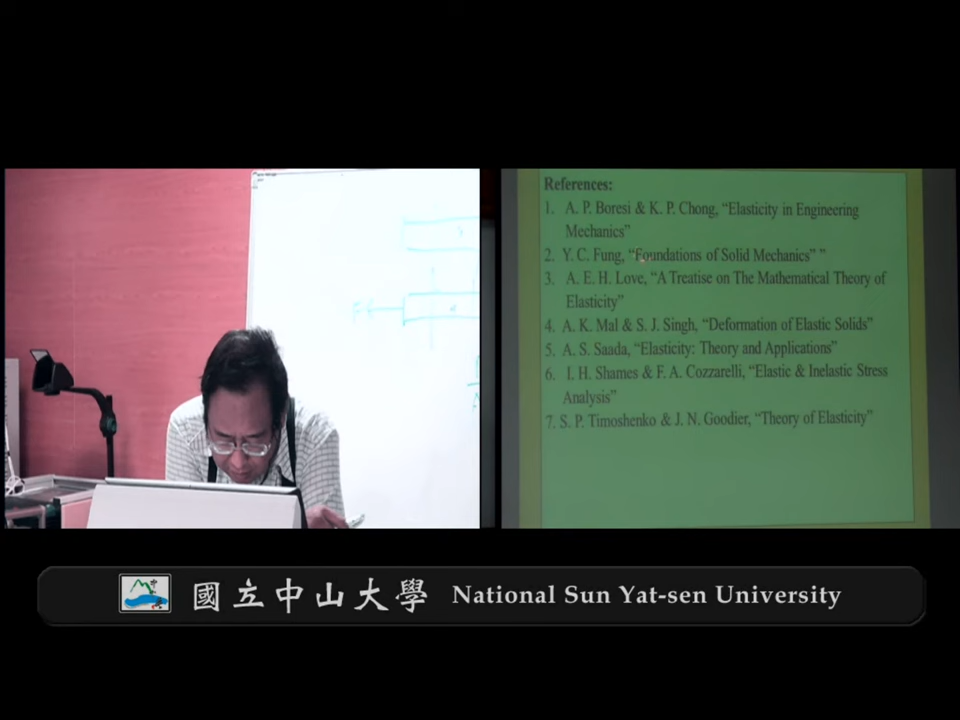 References:
1. A. P. Boresi & K. P. Chong, “Elasticity in Engineering
Mechanics”
2. Y. C. Fung, “Foundations of Solid Mechanics” ”
3. A. E. H. Love, “A Treatise on The Mathematical Theory of
Elasticity”
4. A. K. Mal & S. J. Singh, “Deformation of Elastic Solids”
5. A. S. Saada, “Elasticity: Theory and Applications”
6. I. H. Shames & F. A. Cozzarelli, “Elastic & Inelastic Stress
Analysis”
7. S. P. Timoshenko & J. N. Goodier, “Theory of Elasticity”
國立中山大學 National Sun Yat-sen University